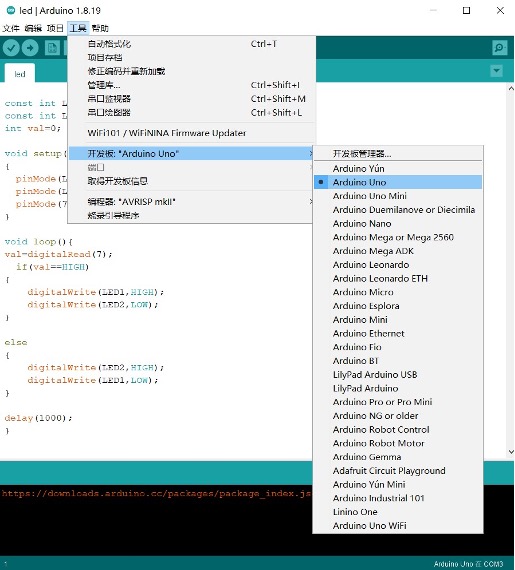 led | Arduino 1.8.19
文件 编辑 项目 工具 帮助
led
自动格式化 Ctrl+T
项目存档
修正编码并重新加载
管理库... Ctrl+Shift+I
串口监视器 Ctrl+Shift+M
串口绘图器 Ctrl+Shift+L
WiFi101 / WiFiNINA Firmware Updater
开发板: "Arduino Uno"
端口
取得开发板信息
编程器: "AVRISP mkII"
烧录引导程序
开发板管理器...
Arduino Yún
Arduino Uno
Arduino Uno Mini
Arduino Duemilanove or Diecimila
Arduino Nano
Arduino Mega or Mega 2560
Arduino Mega ADK
Arduino Leonardo
Arduino Leonardo ETH
Arduino Micro
Arduino Esplora
Arduino Mini
Arduino Ethernet
Arduino Fio
Arduino BT
LilyPad Arduino USB
LilyPad Arduino
Arduino Pro or Pro Mini
Arduino NG or older
Arduino Robot Control
Arduino Robot Motor
Arduino Gemma
Adafruit Circuit Playground
Arduino Yún Mini
Arduino Industrial 101
Linino One
Arduino Uno WiFi
const int L
const int L
int val=0;
void setup(
{
pinMode(L
pinMode(L
pinMode(7
}
void loop(){
val=digitalRead(7);
if(val==HIGH)
{
digitalWrite(LED1,HIGH);
digitalWrite(LED2,LOW);
}
else
{
digitalWrite(LED2,HIGH);
digitalWrite(LED1,LOW);
}
delay(1000);
}
https://downloads.arduino.cc/packages/package_index.js
1
Arduino Uno 在 COM3